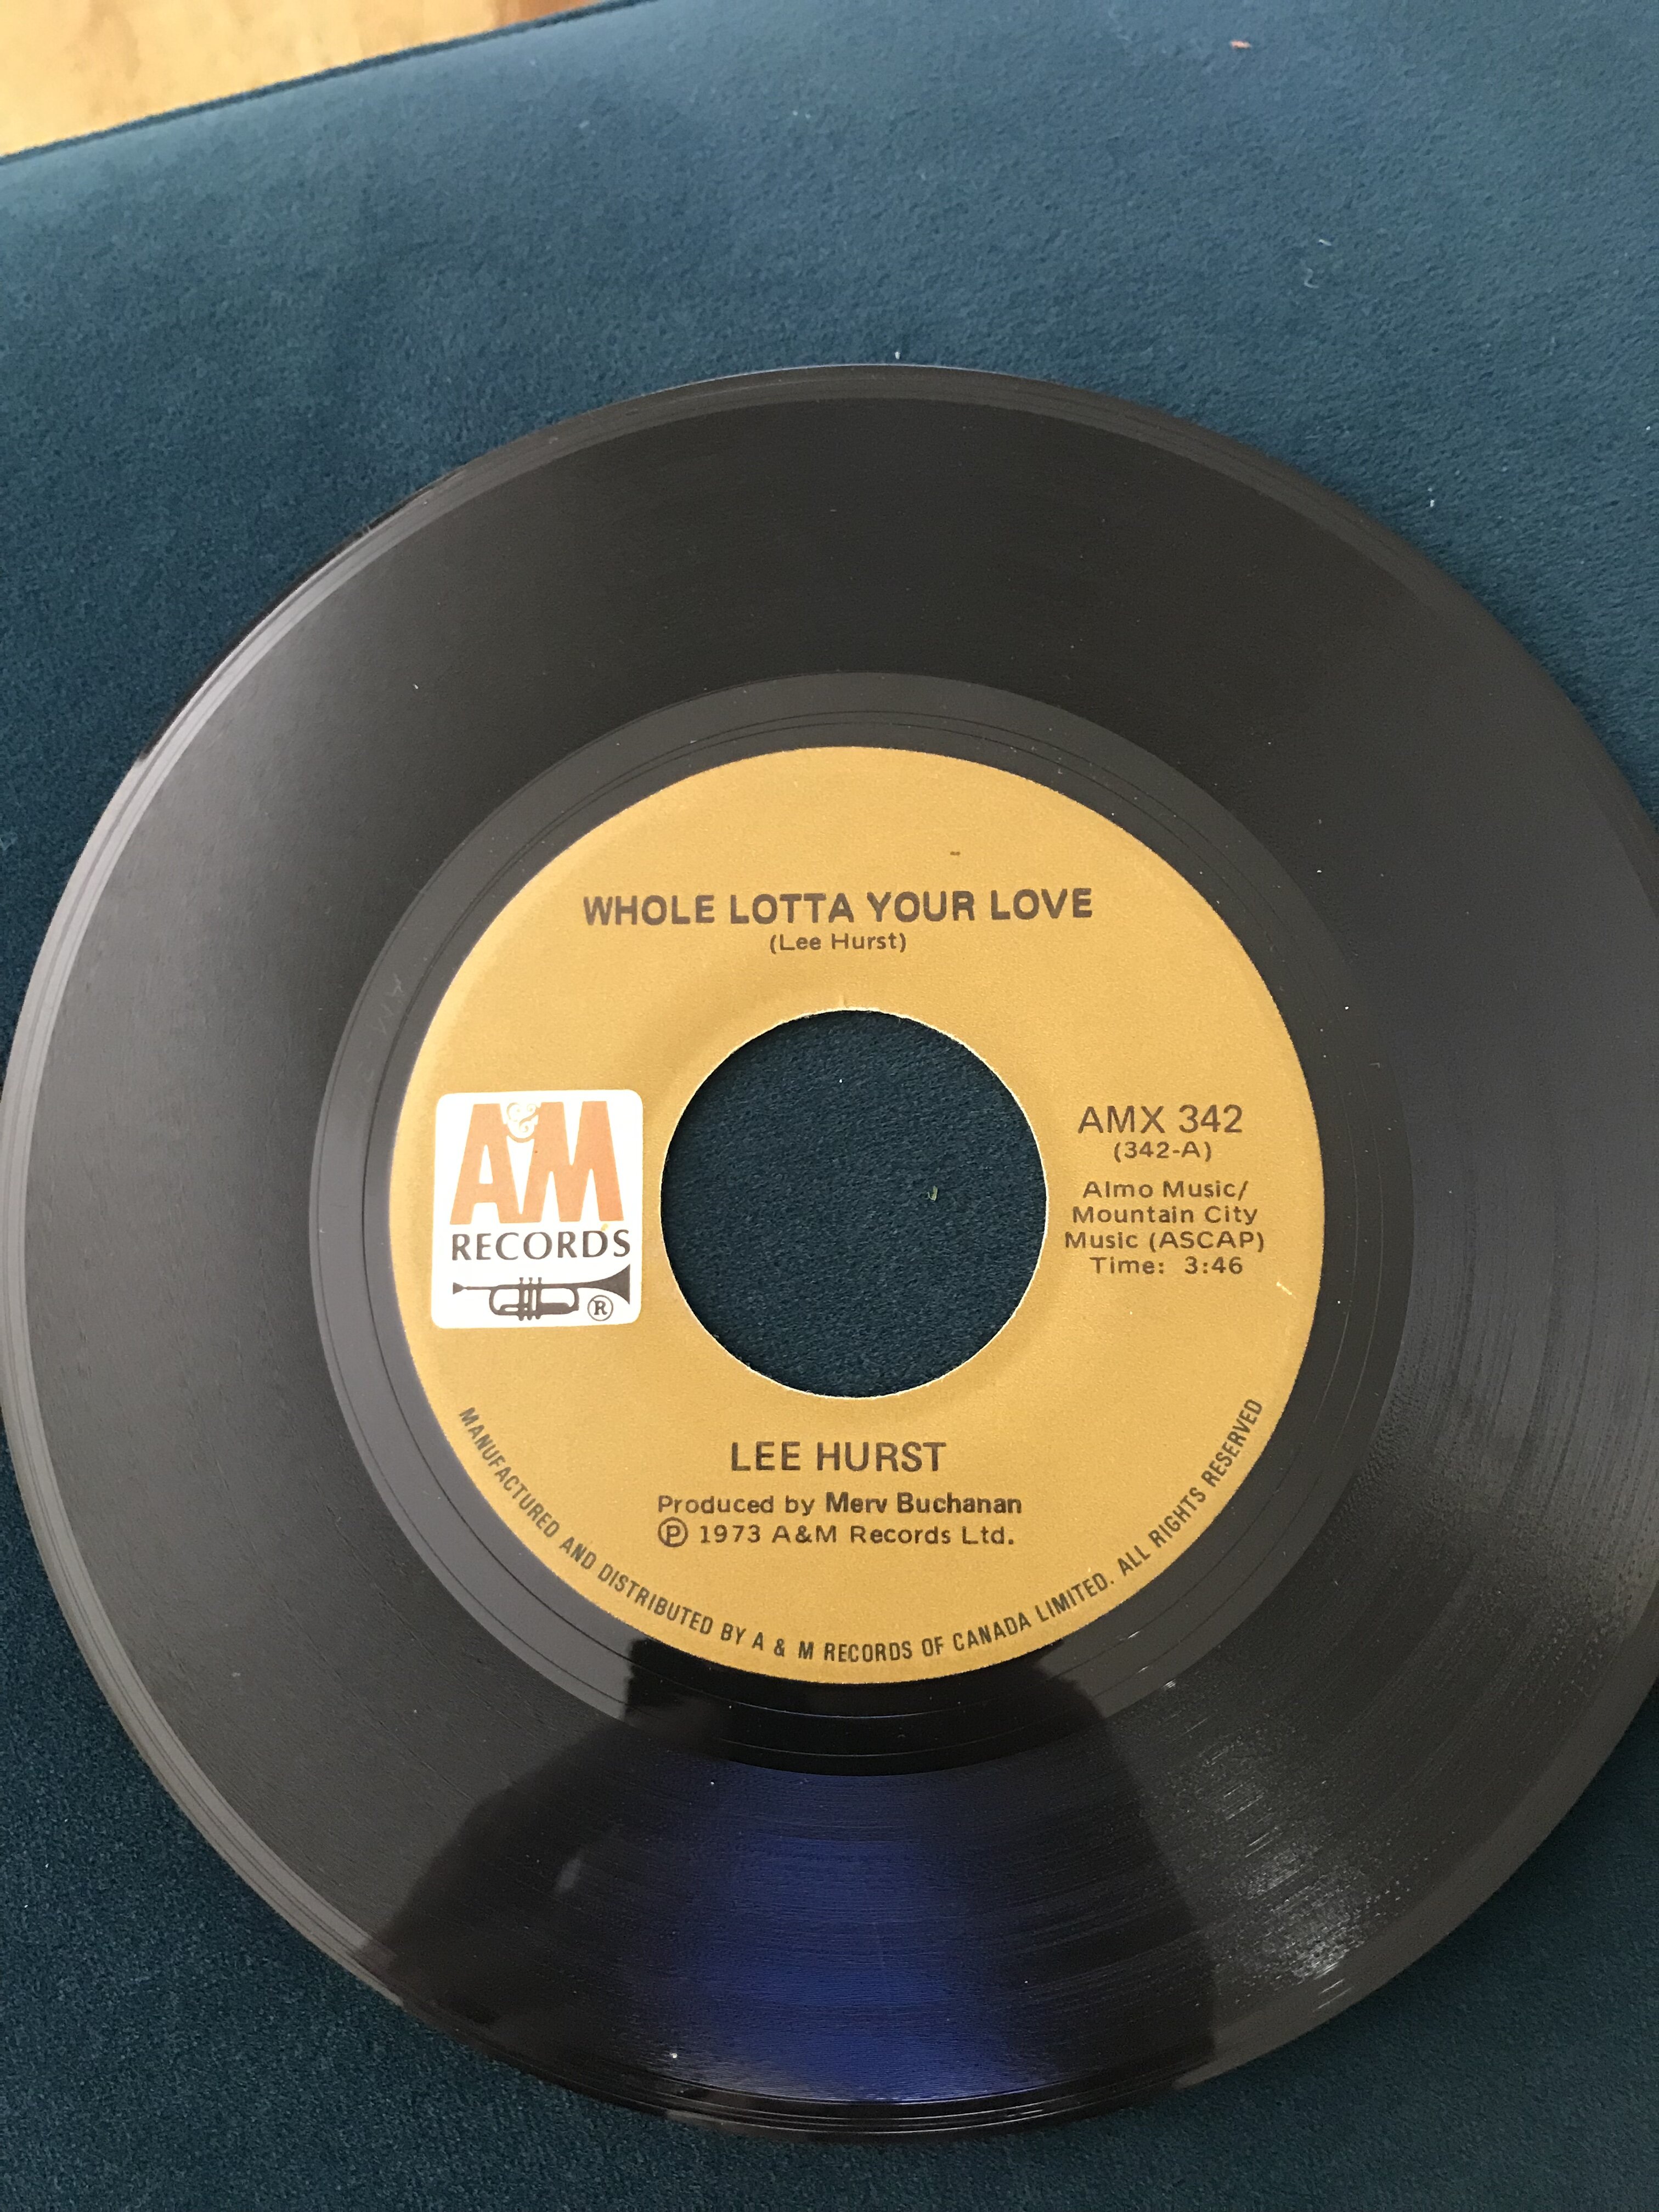 WHOLE LOTTA YOUR LOVE
(Lee Hurst)
A&M
RECORDS
®
AMX 342
(342-A)
Almo Music/
Mountain City
Music (ASCAP)
Time: 3:46
LEE HURST
Produced by Merv Buchanan
Ⓟ 1973 A&M Records Ltd.
MANUFACTURED AND DISTRIBUTED BY A & M RECORDS OF CANADA LIMITED. ALL RIGHTS RESERVED